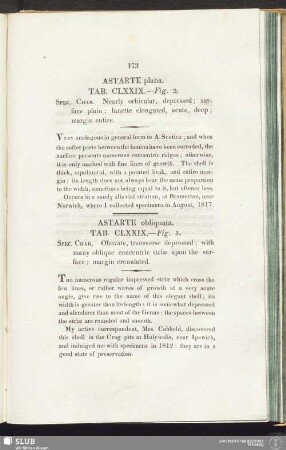 173
ASTARTE plana.
TAB. CLXXIX.—Fig. 2.
Spec. Char. Nearly orbicular, depressed; sur-
face plain; lunette elongated, acute, deep;
margin entire.
Very analogous in general form to A. Scotica; and when
the softer parts between the laminæ have been corroded, the
surface presents numerous concentric ridges; otherwise,
it is only marked with fine lines of growth. The shell is
thick, equilateral, with a pointed beak, and entire mar-
gin: its length does not always bear the same proportion
to the width, sometimes being equal to it, but oftener less.
Occurs in a sandy alluvial stratum, at Bramerton, near
Norwich, where I collected specimens in August, 1817.
ASTARTE obliquata.
TAB. CLXXIX.—Fig. 3.
Spec. Char. Obovate, transverse depressed; with
many oblique concentric striæ upon the sur-
face; margin crenulated.
The numerous regular impressed striæ which cross the
few lines, or rather waves of growth at a very acute
angle, give rise to the name of this elegant shell; its
width is greater than its length; it is somewhat depressed
and slenderer than most of the Genus: the spaces between
the striæ are rounded and smooth.
My active correspondent, Mrs. Cobbold, discovered
this shell in the Crag pits at Holywells, near Ipswich,
and indulged me with specimens in 1812: they are in a
good state of preservation
SLUB
Wir führen Wissen.